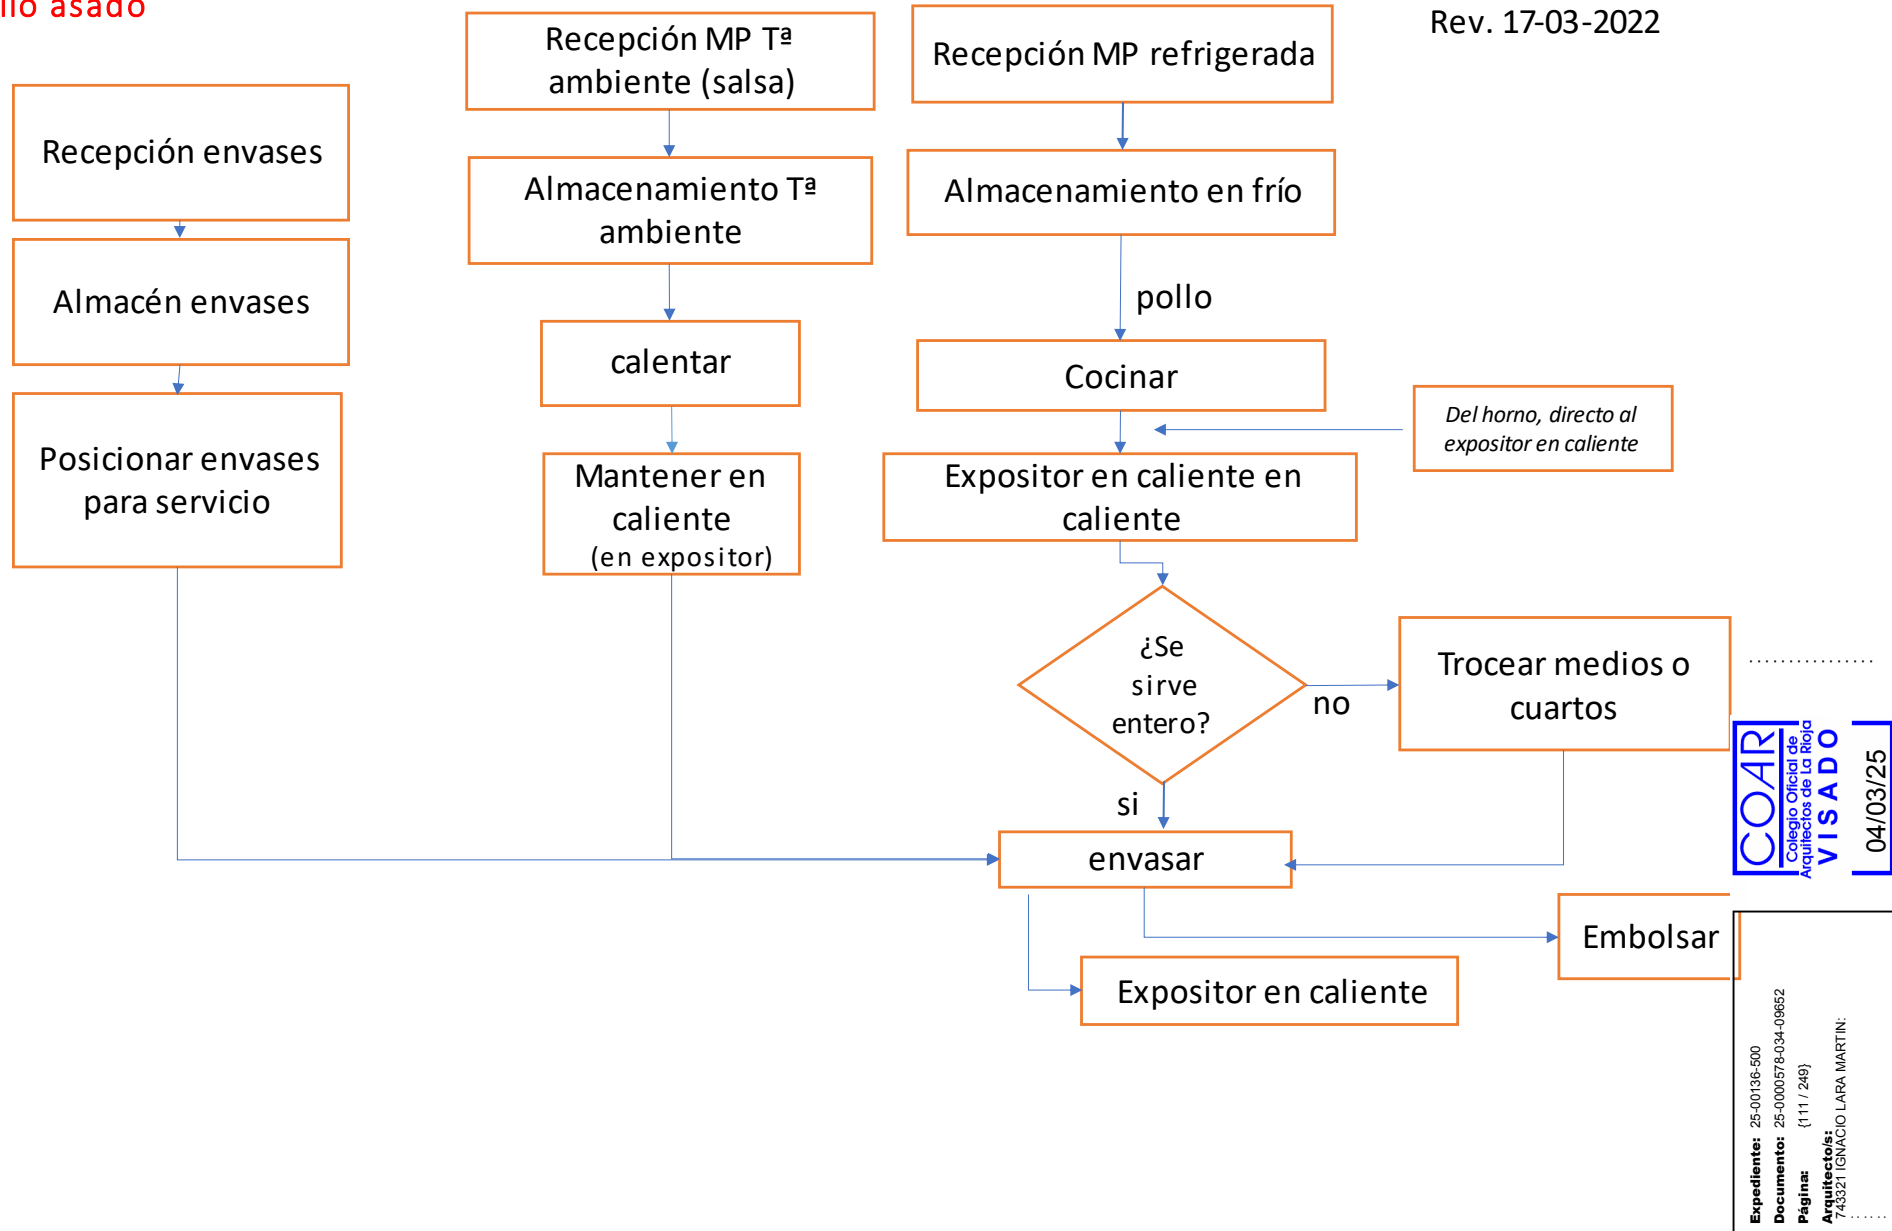 llo asado
Rev. 17-03-2022
Recepción envases
Almacén envases
Posicionar envases
para servicio
Recepción MP Tª
ambiente (salsa)
Almacenamiento Tª
ambiente
calentar
Mantener en
caliente
(en expositor)
Recepción MP refrigerada
Almacenamiento en frío
pollo
Cocinar
Del horno, directo al
expositor en caliente
Expositor en caliente en
caliente
¿Se
sirve
entero?
no
Trocear medios o
cuartos
si
envasar
Embolsar
Expositor en caliente
COAR
Colegio Oficial de
Arquitectos de La Rioja
VISADO
04/03/25
Expediente: 25-00136-500
Documento: 25-0000578-034-09652
Página: {111 / 249}
Arquitecto/s:
743321 IGNACIO LARA MARTIN: